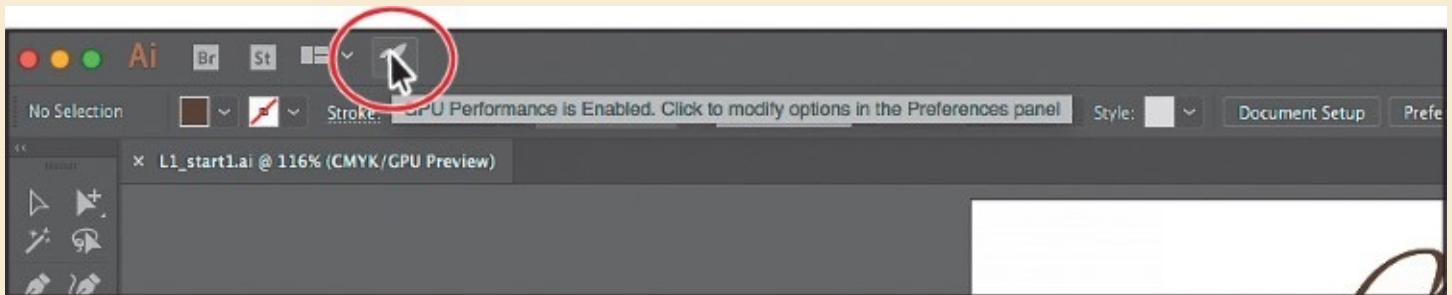 Ai Br St
No Selection Stroke: GPU Performance is Enabled. Click to modify options in the Preferences panel Style: Document Setup Prefe
× L1_start1.ai @ 116% (CMYK/GPU Preview)